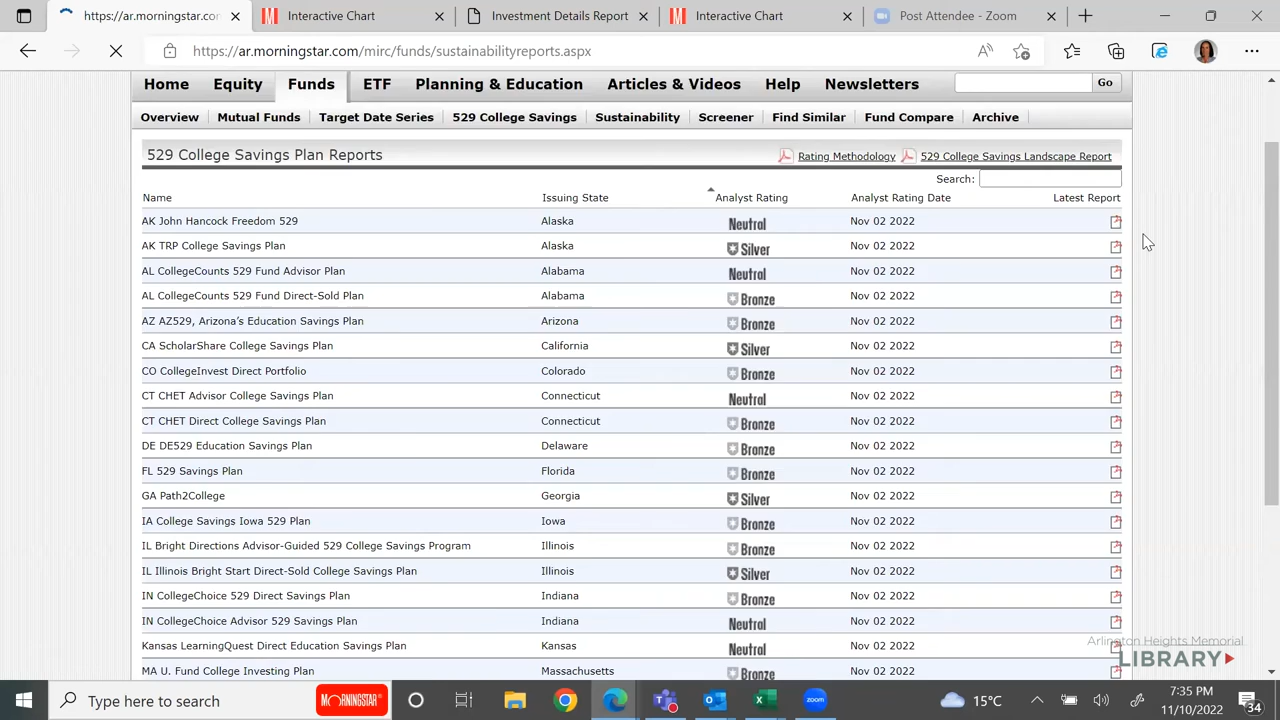 https://ar.morningstar.com/mirc/fu
Interactive Chart
Investment Details Report
Interactive Chart
Post Attendee - Zoom
https://ar.morningstar.com/mirc/funds/sustainabilityreports.aspx
Home Equity Funds ETF Planning & Education Articles & Videos Help Newsletters Go
Overview Mutual Funds Target Date Series 529 College Savings Sustainability Screener Find Similar Fund Compare Archive
529 College Savings Plan Reports Rating Methodology 529 College Savings Landscape Report
Search:
Name Issuing State Analyst Rating Analyst Rating Date Latest Report
AK John Hancock Freedom 529 Alaska Neutral Nov 02 2022
AK TRP College Savings Plan Alaska Silver Nov 02 2022
AL CollegeCounts 529 Fund Advisor Plan Alabama Neutral Nov 02 2022
AL CollegeCounts 529 Fund Direct-Sold Plan Alabama Bronze Nov 02 2022
AZ AZ529, Arizona's Education Savings Plan Arizona Bronze Nov 02 2022
CA ScholarShare College Savings Plan California Silver Nov 02 2022
CO CollegeInvest Direct Portfolio Colorado Bronze Nov 02 2022
CT CHET Advisor College Savings Plan Connecticut Neutral Nov 02 2022
CT CHET Direct College Savings Plan Connecticut Bronze Nov 02 2022
DE DE529 Education Savings Plan Delaware Bronze Nov 02 2022
FL 529 Savings Plan Florida Bronze Nov 02 2022
GA Path2College Georgia Silver Nov 02 2022
IA College Savings Iowa 529 Plan Iowa Bronze Nov 02 2022
IL Bright Directions Advisor-Guided 529 College Savings Program Illinois Bronze Nov 02 2022
IL Illinois Bright Start Direct-Sold College Savings Plan Illinois Silver Nov 02 2022
IN CollegeChoice 529 Direct Savings Plan Indiana Bronze Nov 02 2022
IN CollegeChoice Advisor 529 Savings Plan Indiana Neutral Nov 02 2022
Kansas LearningQuest Direct Education Savings Plan Kansas Neutral Nov 02 2022
MA U. Fund College Investing Plan Massachusetts Bronze Nov 02 2022
Arlington Heights Memorial
LIBRARY
Type here to search
MORNINGSTAR
zoom
15°C
7:35 PM
11/10/2022
34